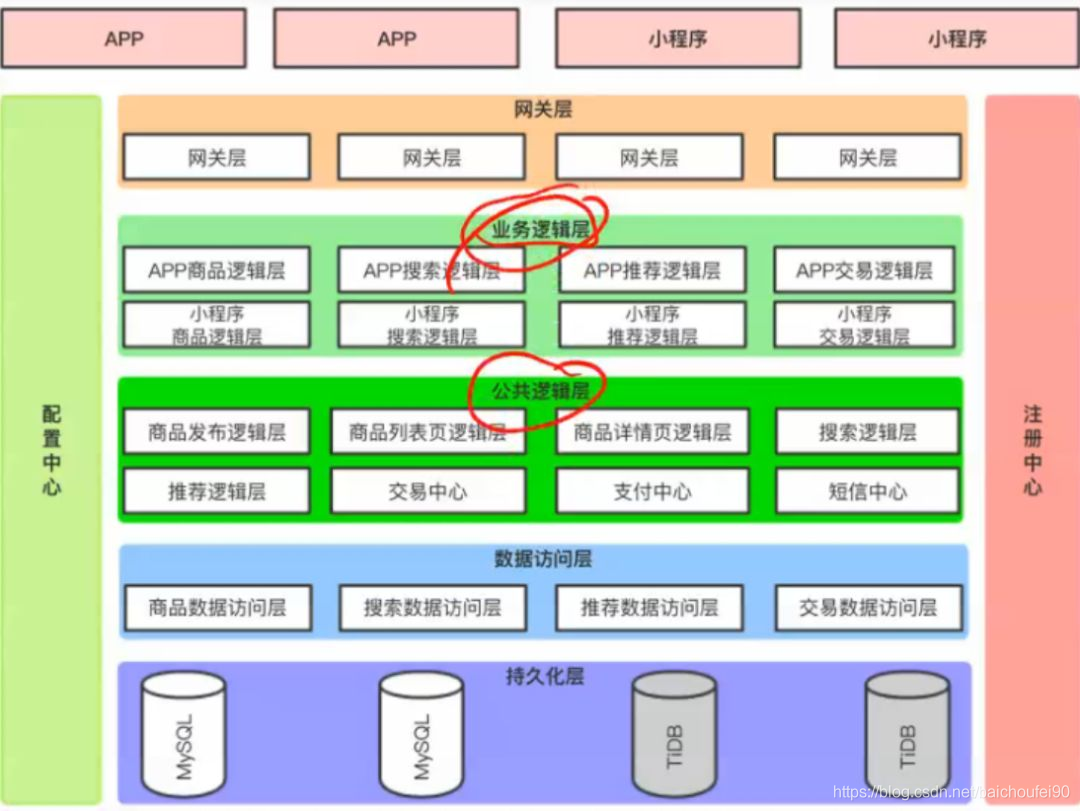 APP
APP
小程序
小程序
配置中心
网关层
网关层
网关层
网关层
网关层
业务逻辑层
APP商品逻辑层
APP搜索逻辑层
APP推荐逻辑层
APP交易逻辑层
小程序
商品逻辑层
小程序
搜索逻辑层
小程序
推荐逻辑层
小程序
交易逻辑层
公共逻辑层
商品发布逻辑层
商品列表页逻辑层
商品详情页逻辑层
搜索逻辑层
推荐逻辑层
交易中心
支付中心
短信中心
数据访问层
商品数据访问层
搜索数据访问层
推荐数据访问层
交易数据访问层
持久化层
MySQL
MySQL
TiDB
TiDB
注册中心
https://blog.csdn.net/baichoufei90